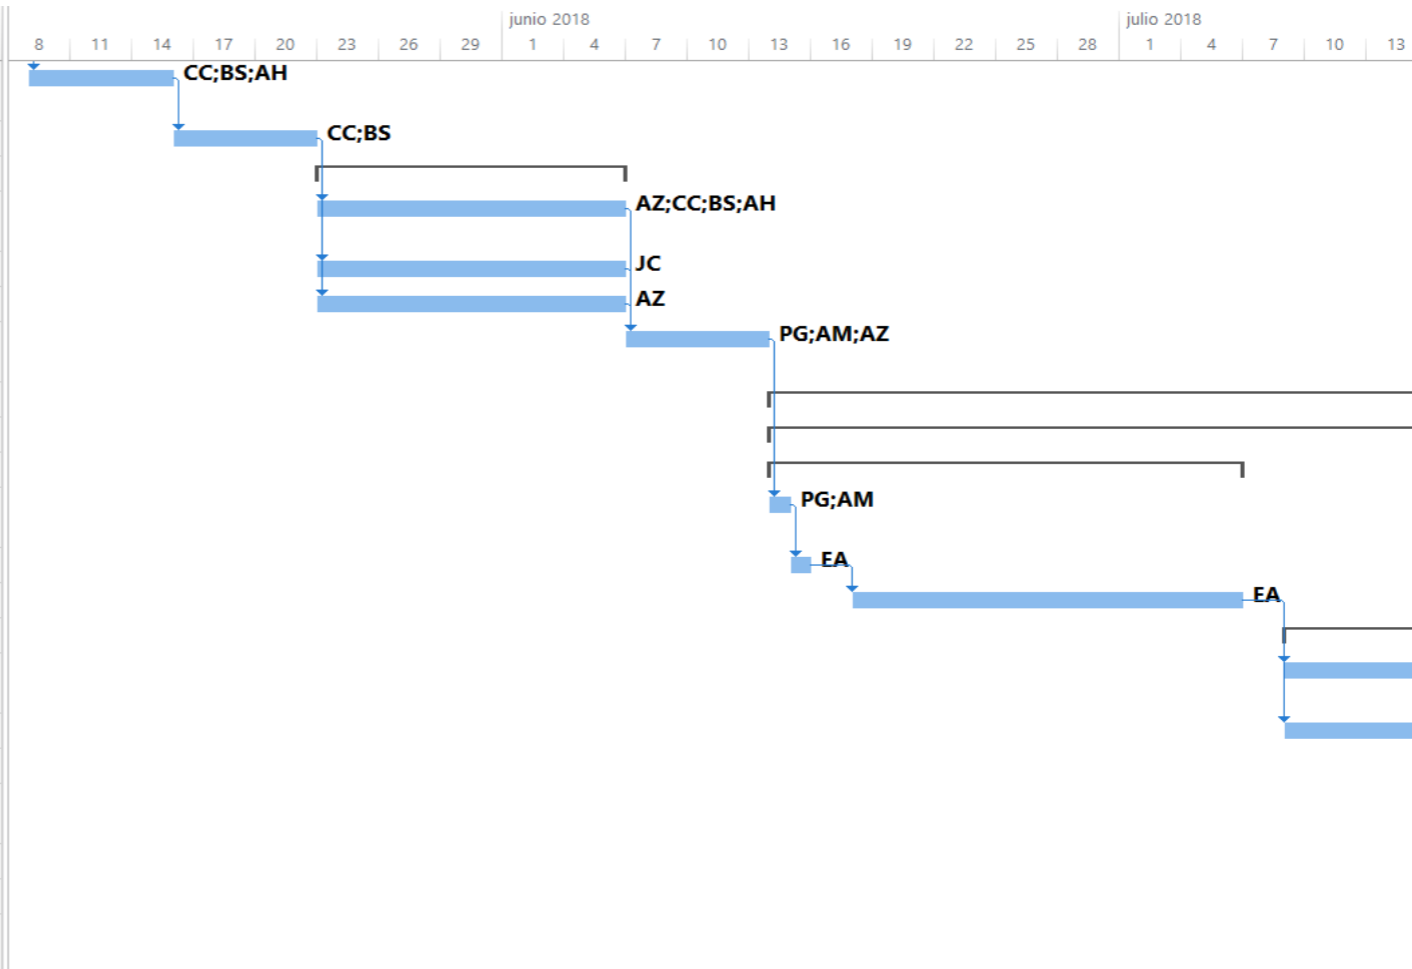 junio 2018 julio 2018
8 11 14 17 20 23 26 29 1 4 7 10 13 16 19 22 25 28 1 4 7 10 13
CC;BS;AH
CC;BS
AZ;CC;BS;AH
JC
AZ
PG;AM;AZ
PG;AM
EA
EA